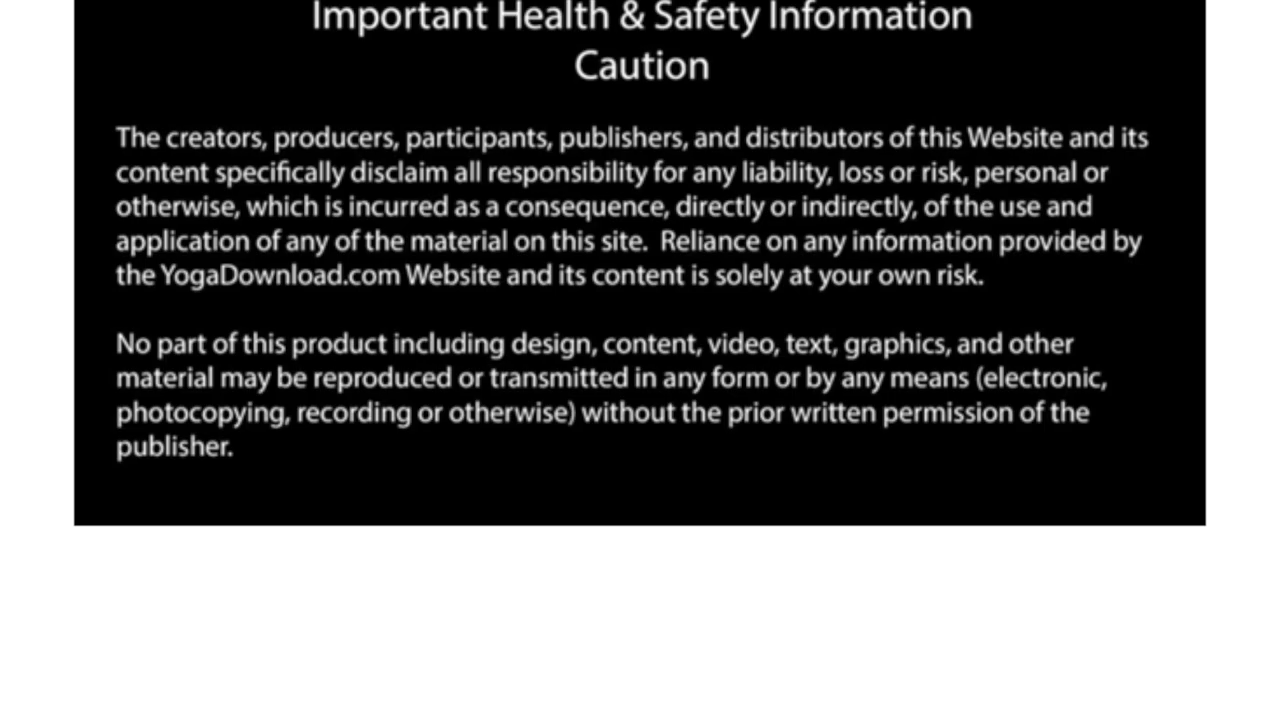 Important Health & Safety Information
Caution
The creators, producers, participants, publishers, and distributors of this Website and its
content specifically disclaim all responsibility for any liability, loss or risk, personal or
otherwise, which is incurred as a consequence, directly or indirectly, of the use and
application of any of the material on this site.  Reliance on any information provided by
the YogaDownload.com Website and its content is solely at your own risk.
No part of this product including design, content, video, text, graphics, and other
material may be reproduced or transmitted in any form or by any means (electronic,
photocopying, recording or otherwise) without the prior written permission of the
publisher.